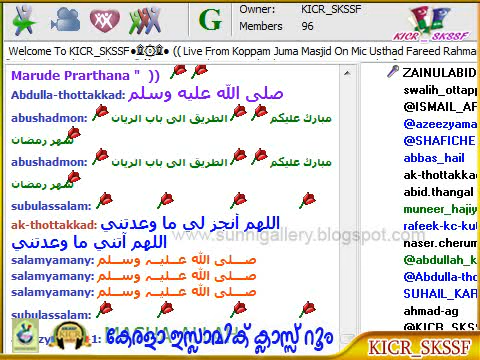 G
Owner: KICR_SKSSF
Members 96
KICR_SKSSF
Welcome To KICR_SKSSF●۩۞۩● (( Live From Koppam Juma Masjid On Mic Usthad Fareed Rahma
Marude Prarthana " ))
Abdulla-thottakkad: صلى الله عليه وسلم
abushadmon: مبارك عليكم الطريق الى باب الريان
شهر رمضان
abushadmon: مبارك عليكم الطريق الى باب الريان
شهر رمضان
subulassalam:
ak-thottakkad: اللهم أنجز لي ما وعدتني
اللهم آتني ما وعدتني
salamyamany: صلى الله عليه وسلم
salamyamany: صلى الله عليه وسلم
salamyamany: صلى الله عليه وسلم
subulassalam:
www.sunnigallery.blogspot.com
ZAINULABID
swalih_ottapp
@ISMAIL_AF
@azeezyama
@SHAFICHE
abbas_hail
ak-thottakkad
abid.thangal
muneer_hajiy
rafeek-kc-kul
naser.cherum
@abdullah_k
@Abdulla-tho
SUHAIL_KAR
ahmad-ag
@KICR_SKSS
KICR
കേരളാ ഇസ്ലാമിക് ക്ലാസ്സ് റൂം
KICR_SKSSF